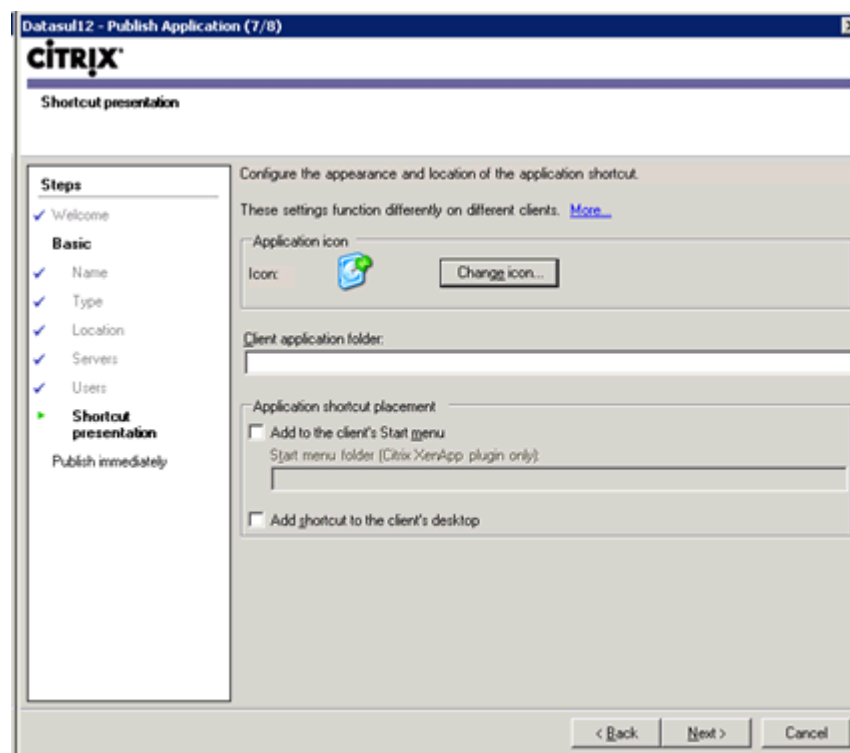 Datasul12 - Publish Application (7/8)
CITRIX
Shortcut presentation
Steps
Welcome
Basic
Name
Type
Location
Servers
Users
Shortcut
presentation
Publish immediately
Configure the appearance and location of the application shortcut.
These settings function differently on different clients. More...
Application icon
Icon:
Change icon...
Client application folder:
Application shortcut placement
Add to the client's Start menu
Start menu folder (Citrix XenApp plugin only):
Add shortcut to the client's desktop
< Back
Next >
Cancel